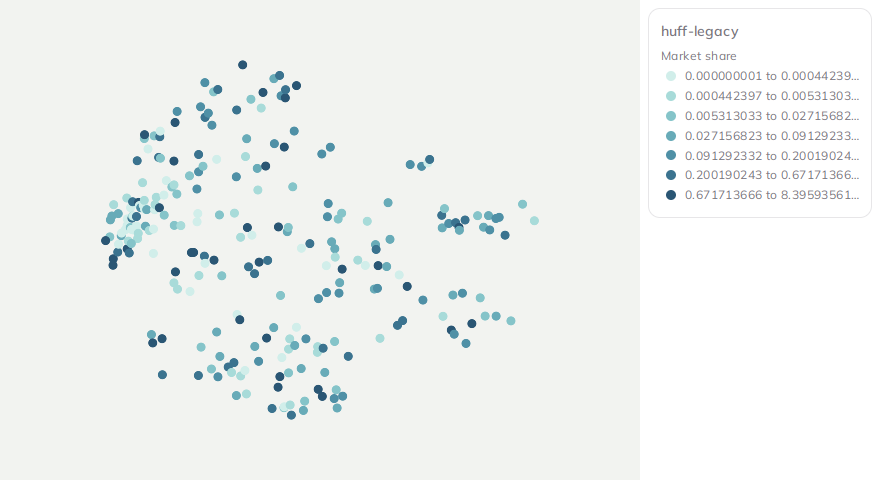 huff-legacy
Market share
0.000000001 to 0.00044239...
0.000442397 to 0.00531303...
0.005313033 to 0.02715682...
0.027156823 to 0.09129233...
0.091292332 to 0.20019024...
0.200190243 to 0.67171366...
0.671713666 to 8.39593561...